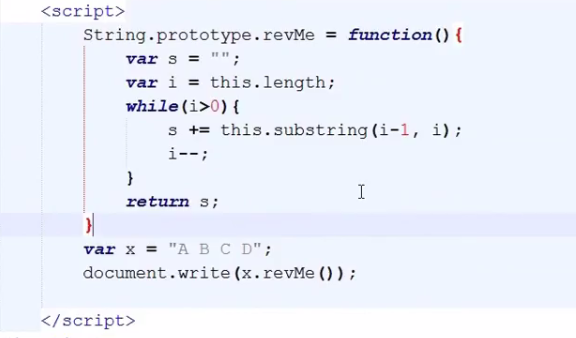 <script>
String.prototype.revMe = function(){
var s = "";
var i = this.length;
while(i>0){
s += this.substring(i-1, i);
i--;
}
return s;
}
var x = "A B C D";
document.write(x.revMe());
</script>